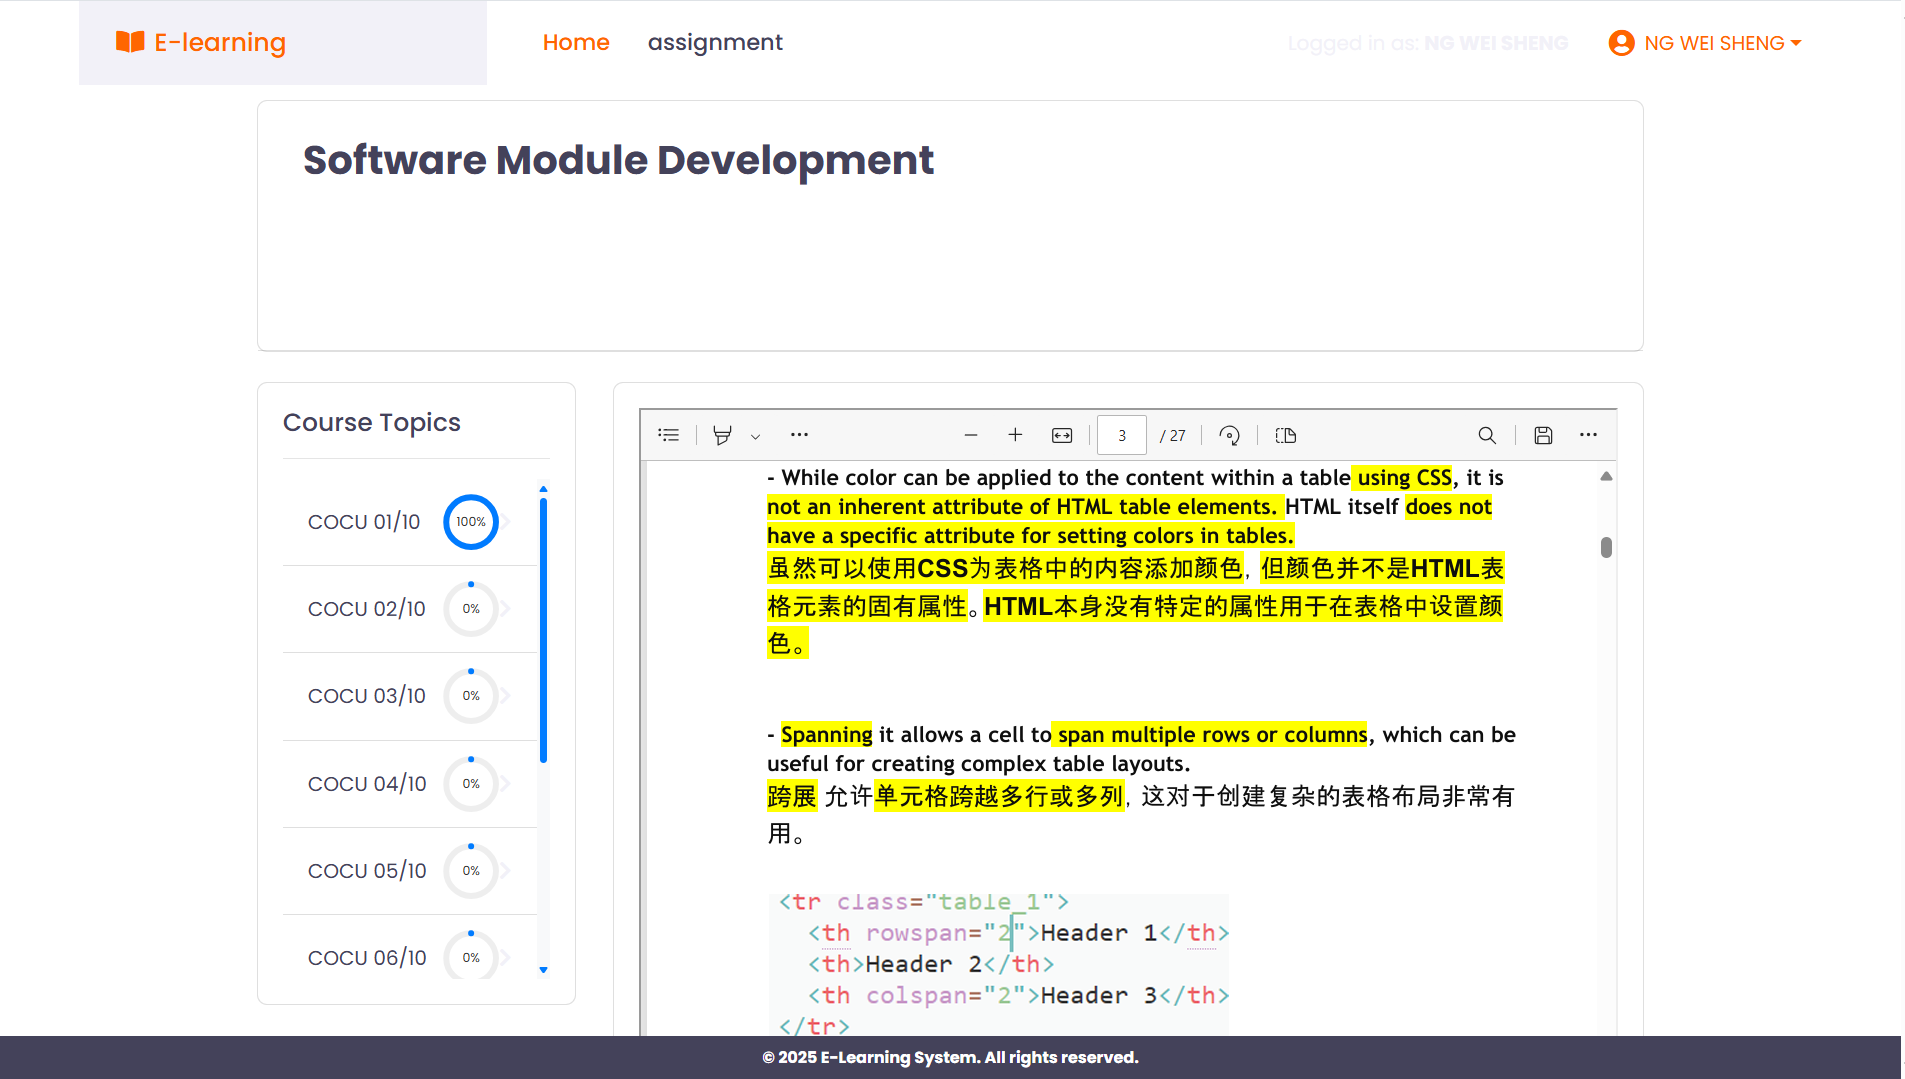 E-learning
Home
assignment
Logged in as: NG WEI SHENG
NG WEI SHENG
Software Module Development
Course Topics
COCU 01/10
100%
COCU 02/10
0%
COCU 03/10
0%
COCU 04/10
0%
COCU 05/10
0%
COCU 06/10
0%
3
/ 27
- While color can be applied to the content within a table using CSS, it is
not an inherent attribute of HTML table elements. HTML itself does not
have a specific attribute for setting colors in tables.
虽然可以使用CSS为表格中的内容添加颜色，但颜色并不是HTML表
格元素的固有属性。HTML本身没有特定的属性用于在表格中设置颜
色。
- Spanning it allows a cell to span multiple rows or columns, which can be
useful for creating complex table layouts.
跨展 允许单元格跨越多行或多列，这对于创建复杂的表格布局非常有
用。
<tr class="table_1">
<th rowspan="2">Header 1</th>
<th>Header 2</th>
<th colspan="2">Header 3</th>
</tr>
© 2025 E-Learning System. All rights reserved.